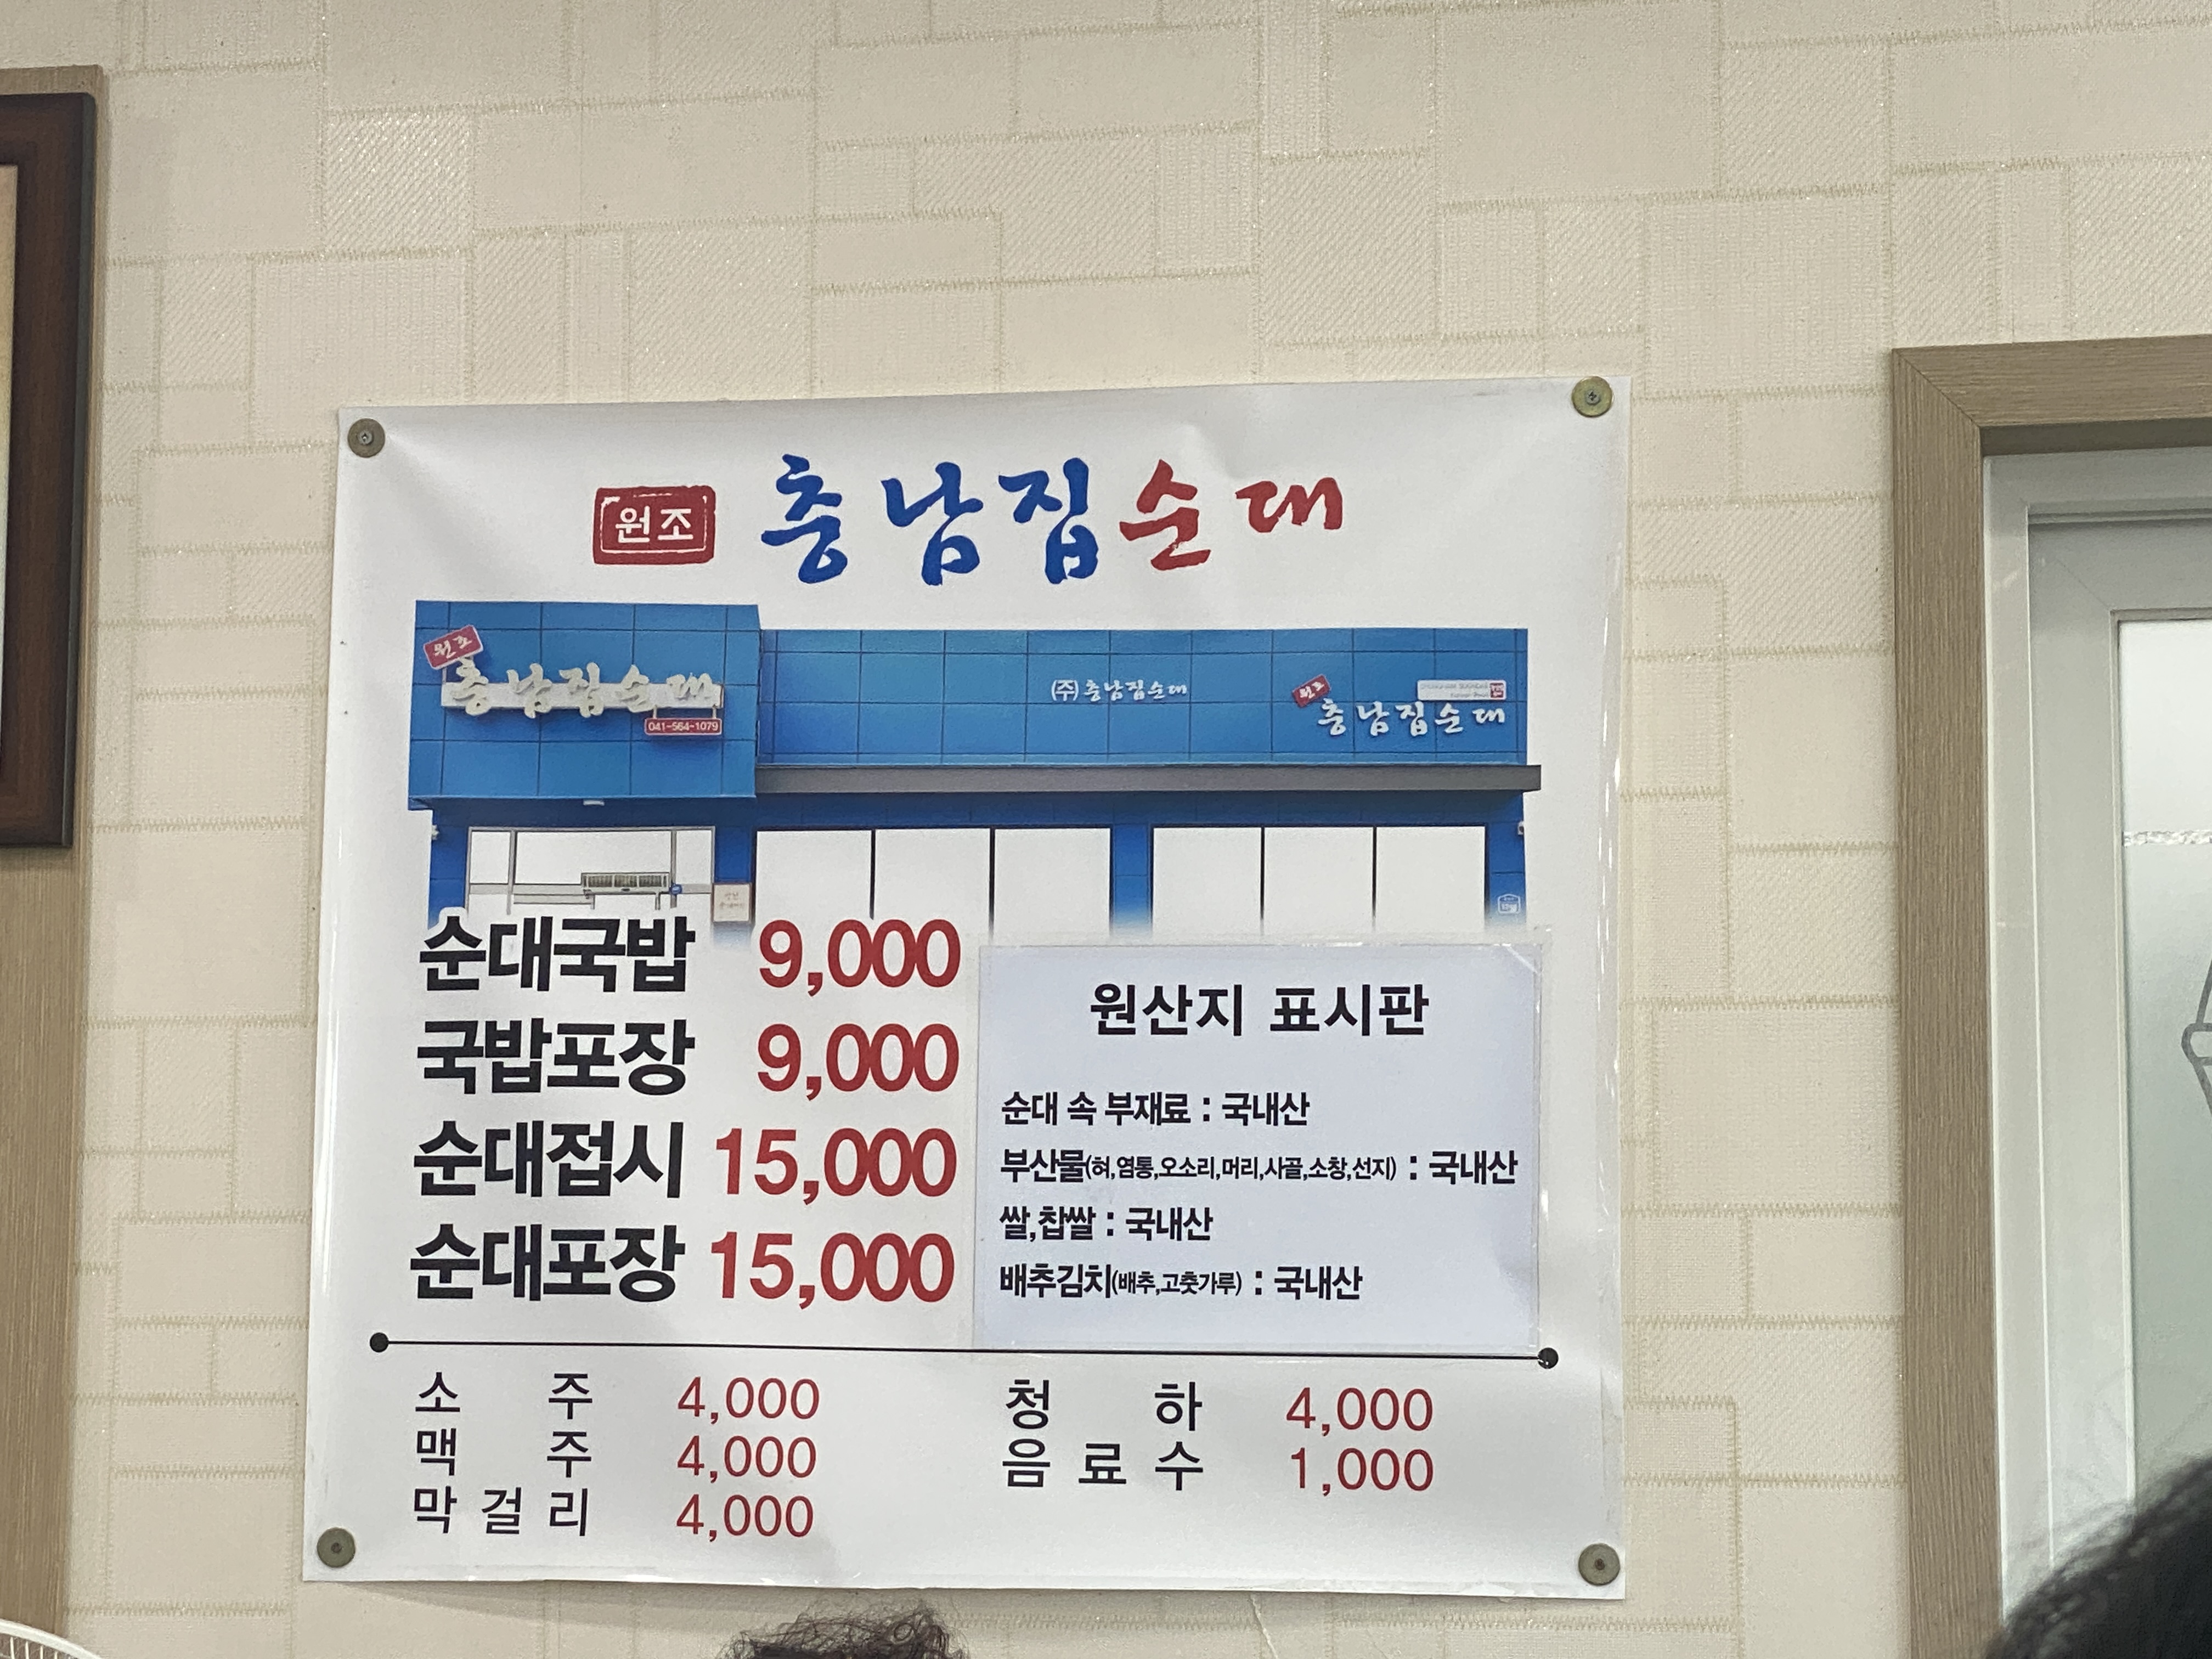 원조 충남집순대
원조
충남집순대
041-564-1079
(주)충남집순대
원조
충남집순대
순대국밥 9,000
국밥포장 9,000
순대접시 15,000
순대포장 15,000
원산지 표시판
순대 속 부재료 : 국내산
부산물(혀,염통,오소리,머리,사골,소창,선지) : 국내산
쌀,찹쌀 : 국내산
배추김치(배추,고춧가루) : 국내산
소 주 4,000
맥 주 4,000
막 걸 리 4,000
청 하 4,000
음 료 수 1,000